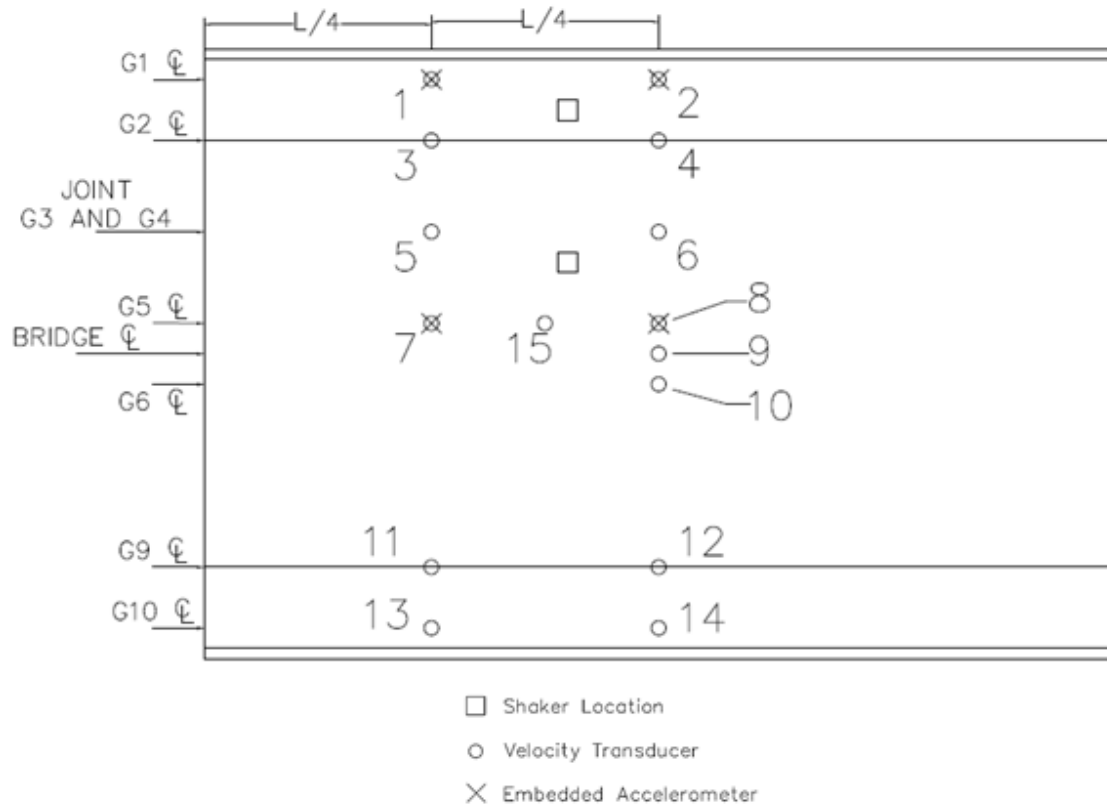 L/4
L/4
G1 ℄
1
2
G2 ℄
3
4
JOINT
G3 AND G4
5
6
8
G5 ℄
7
15
BRIDGE ℄
9
G6 ℄
10
11
12
G9 ℄
G10 ℄
13
14
Shaker Location
Velocity Transducer
Embedded Accelerometer